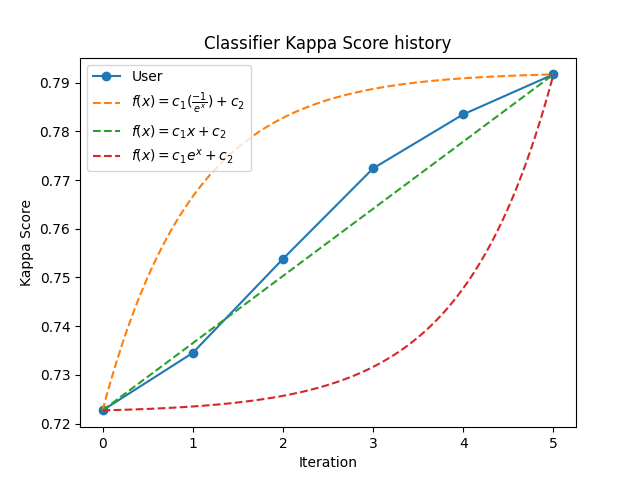 Classifier Kappa Score history
User
f(x) = c₁(-1/eˣ) + c₂
f(x) = c₁x + c₂
f(x) = c₁eˣ + c₂
0.79
0.78
0.77
0.76
0.75
0.74
0.73
0.72
Kappa Score
0 1 2 3 4 5
Iteration